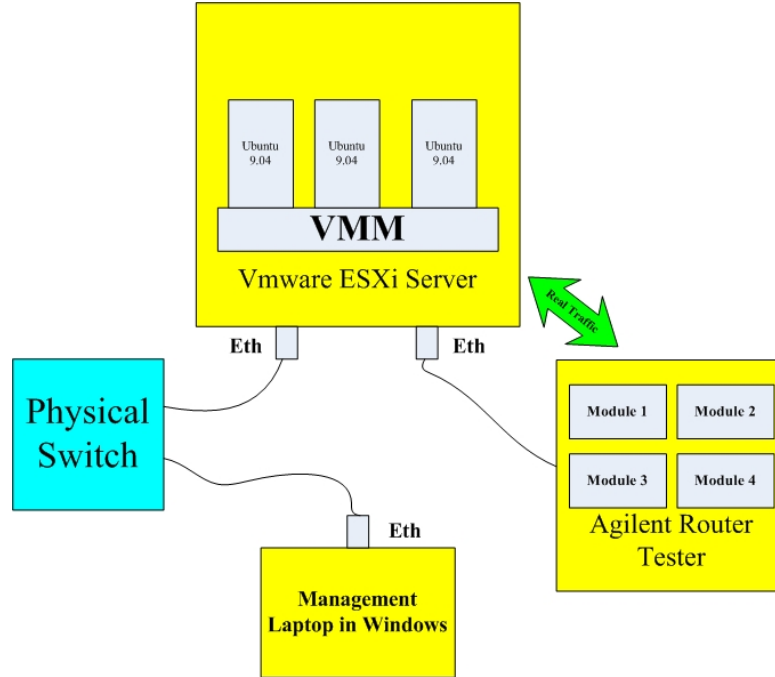 Ubuntu
9.04
Ubuntu
9.04
Ubuntu
9.04
VMM
Vmware ESXi Server
Real Traffic
Eth
Eth
Physical
Switch
Module 1
Module 2
Module 3
Module 4
Agilent Router
Tester
Eth
Management
Laptop in Windows